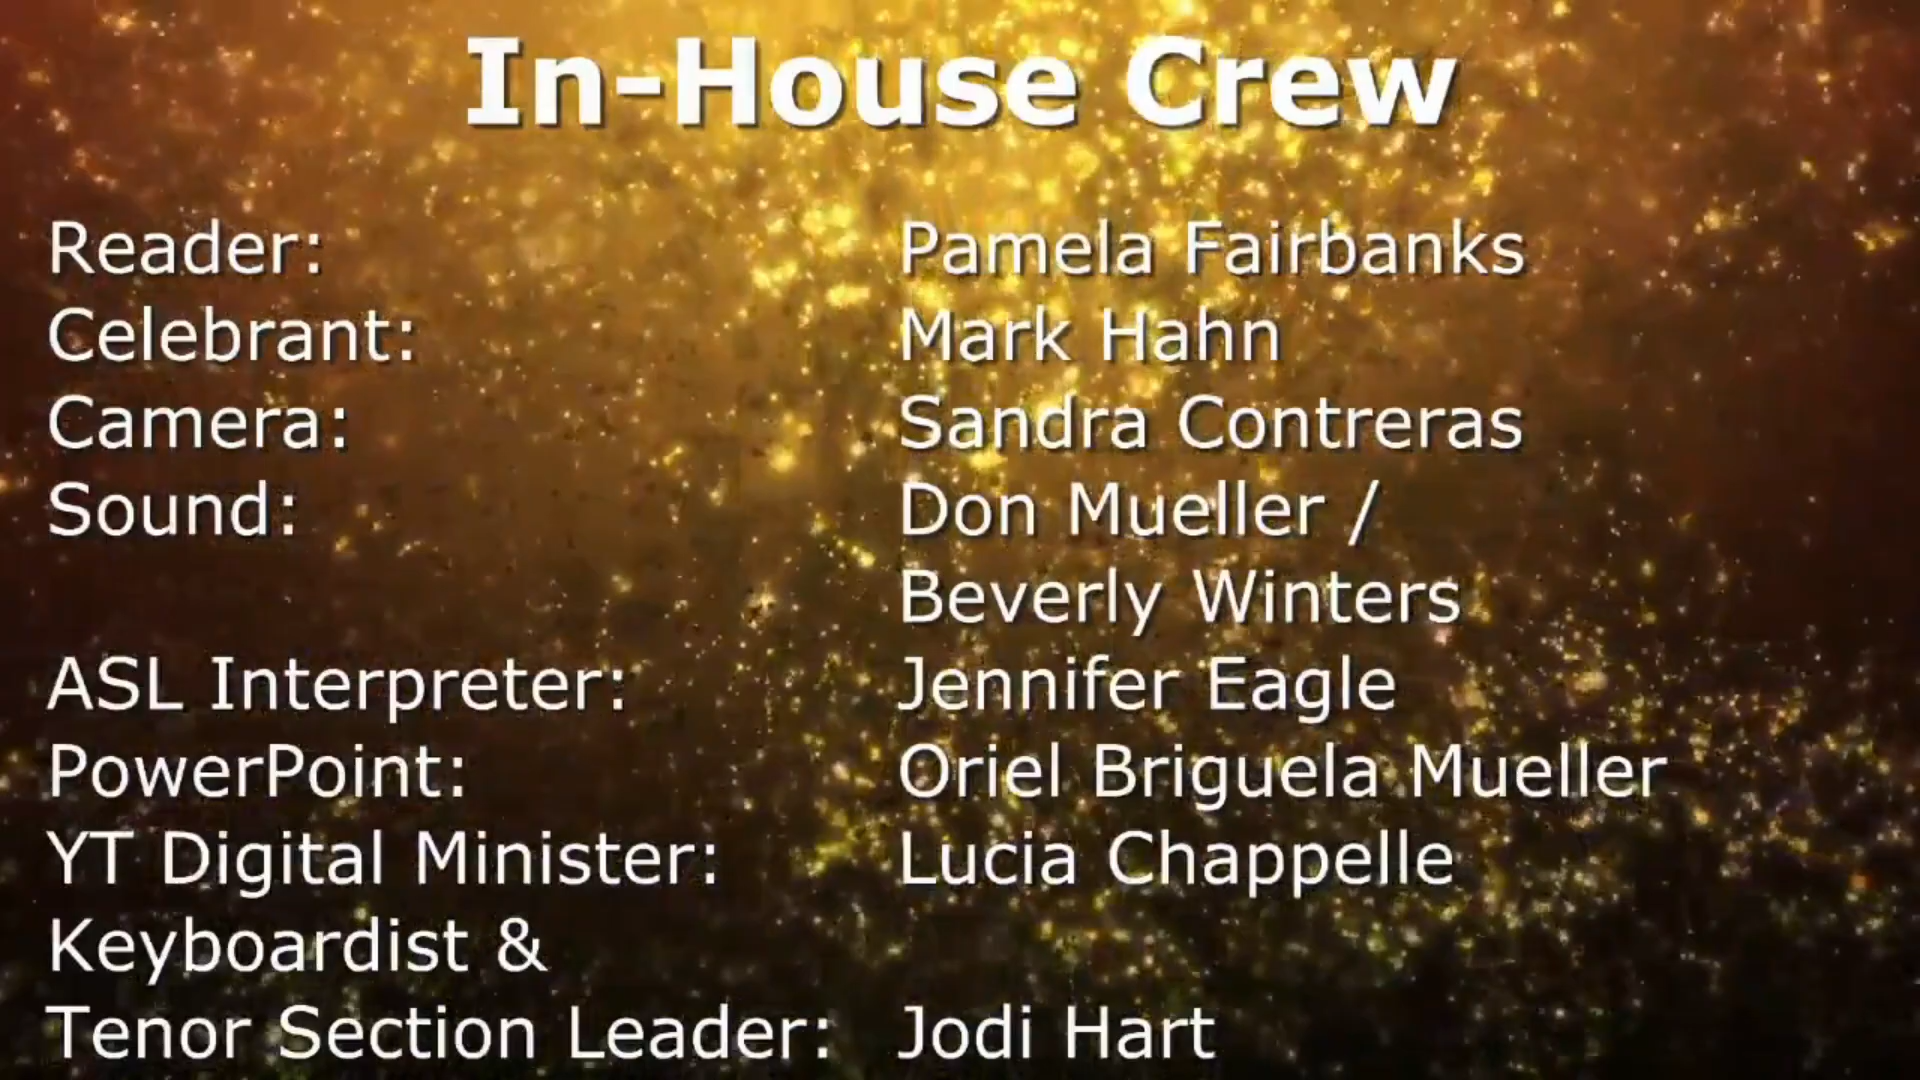 In-House Crew
Reader: Pamela Fairbanks
Celebrant: Mark Hahn
Camera: Sandra Contreras
Sound: Don Mueller /
Beverly Winters
ASL Interpreter: Jennifer Eagle
PowerPoint: Oriel Briguela Mueller
YT Digital Minister: Lucia Chappelle
Keyboardist &
Tenor Section Leader: Jodi Hart